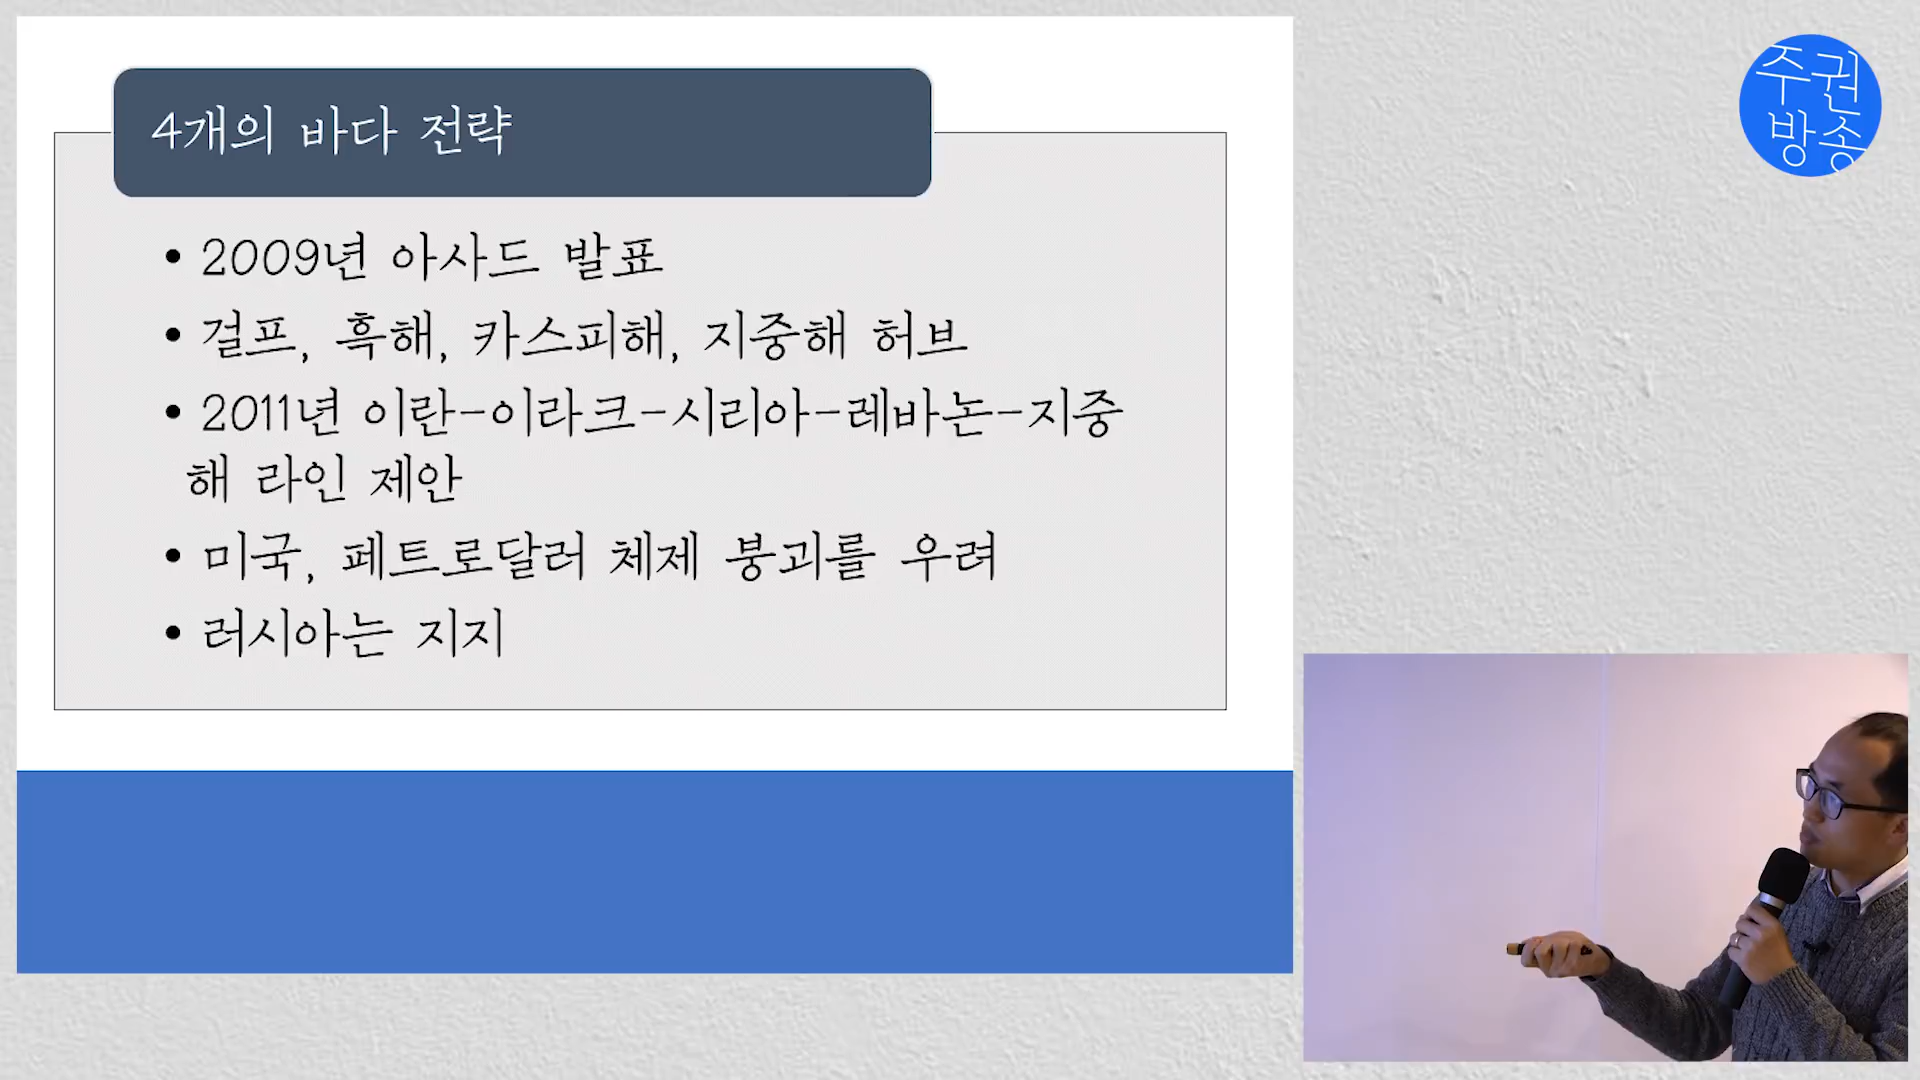 4개의 바다 전략
• 2009년 아사드 발표
• 걸프, 흑해, 카스피해, 지중해 허브
• 2011년 이란-이라크-시리아-레바논-지중
해 라인 제안
• 미국, 페트로달러 체제 붕괴를 우려
• 러시아는 지지
주권
방송